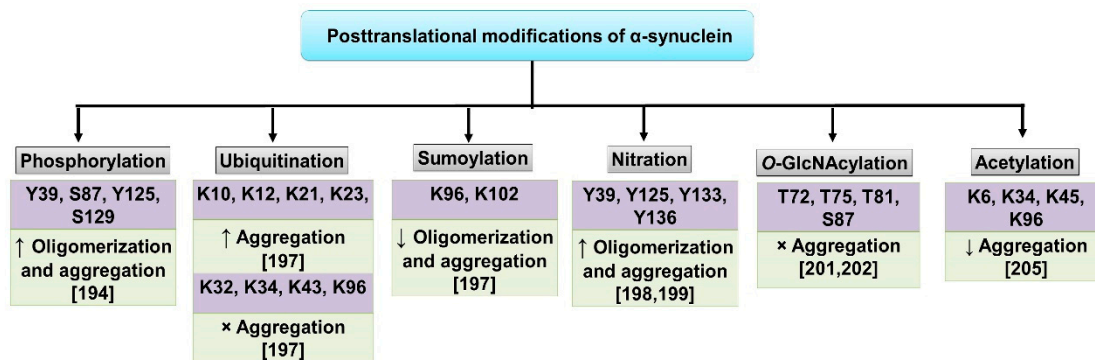 Posttranslational modifications of α-synuclein
Phosphorylation
Y39, S87, Y125,
S129
↑ Oligomerization
and aggregation
[194]
Ubiquitination
K10, K12, K21, K23,
↑ Aggregation
[197]
K32, K34, K43, K96
× Aggregation
[197]
Sumoylation
K96, K102
↓ Oligomerization
and aggregation
[197]
Nitration
Y39, Y125, Y133,
Y136
↑ Oligomerization
and aggregation
[198,199]
O-GlcNAcylation
T72, T75, T81,
S87
× Aggregation
[201,202]
Acetylation
K6, K34, K45,
K96
↓ Aggregation
[205]